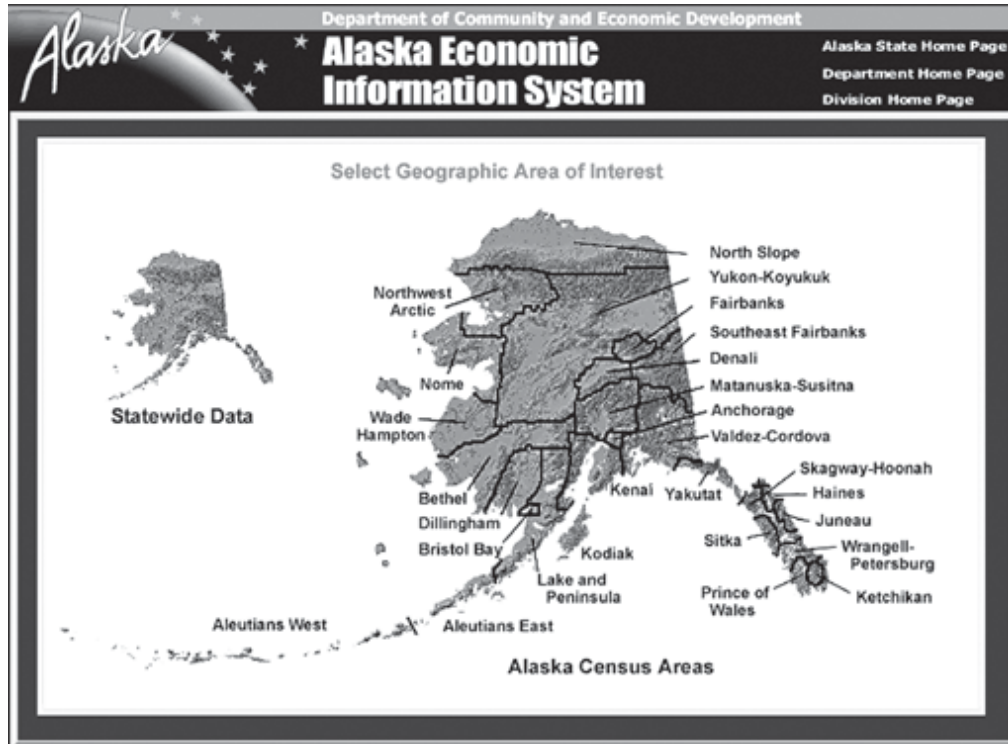 Alaska
Department of Community and Economic Development
Alaska Economic
Information System
Alaska State Home Page
Department Home Page
Division Home Page
Select Geographic Area of Interest
Statewide Data
North Slope
Yukon-Koyukuk
Northwest
Arctic
Fairbanks
Southeast Fairbanks
Denali
Nome
Matanuska-Susitna
Wade
Hampton
Anchorage
Valdez-Cordova
Skagway-Hoonah
Bethel
Kenai
Yakutat
Haines
Dillingham
Juneau
Bristol Bay
Kodiak
Sitka
Wrangell-
Petersburg
Lake and
Peninsula
Prince of
Wales
Ketchikan
Aleutians West
Aleutians East
Alaska Census Areas